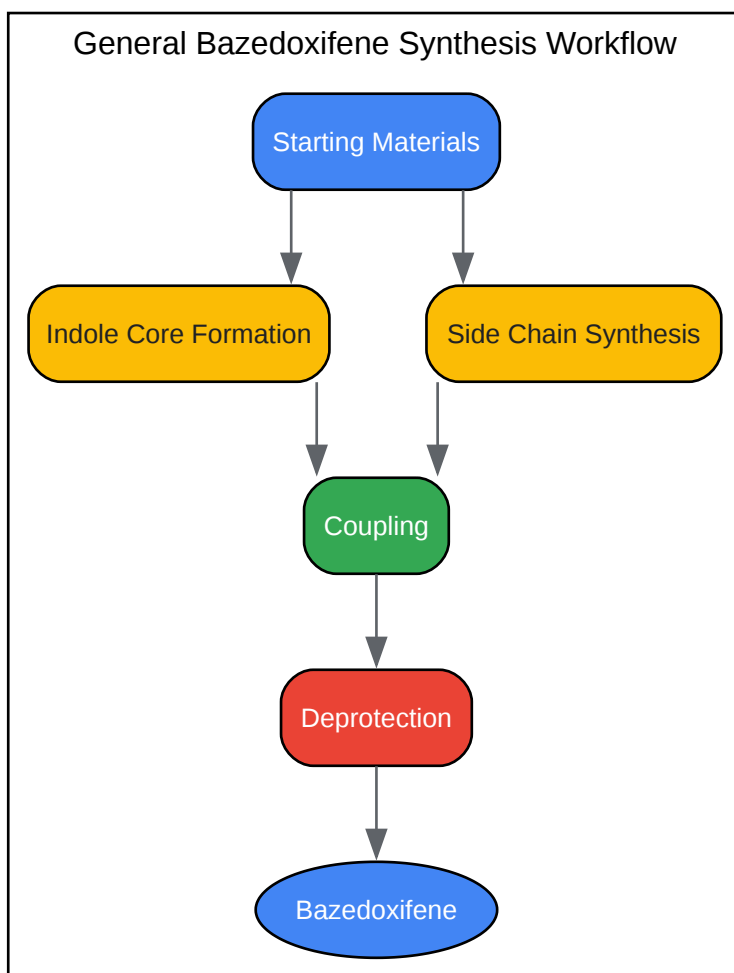 General Bazedoxifene Synthesis Workflow
Starting Materials
Indole Core Formation
Side Chain Synthesis
Coupling
Deprotection
Bazedoxifene